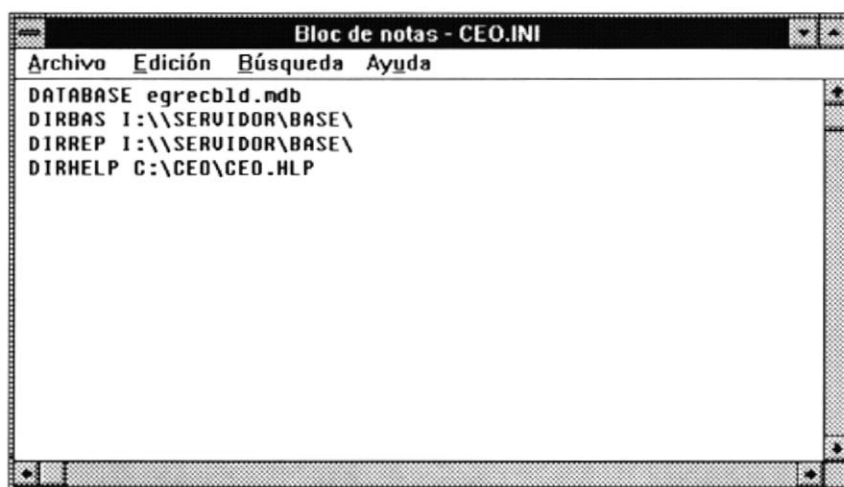 Bloc de notas - CEO.INI
Archivo Edición Búsqueda Ayuda
DATABASE egrecbld.mdb
DIRBAS I:\\SERVIDOR\BASE\
DIRREP I:\\SERVIDOR\BASE\
DIRHELP C:\CEO\CEO.HLP